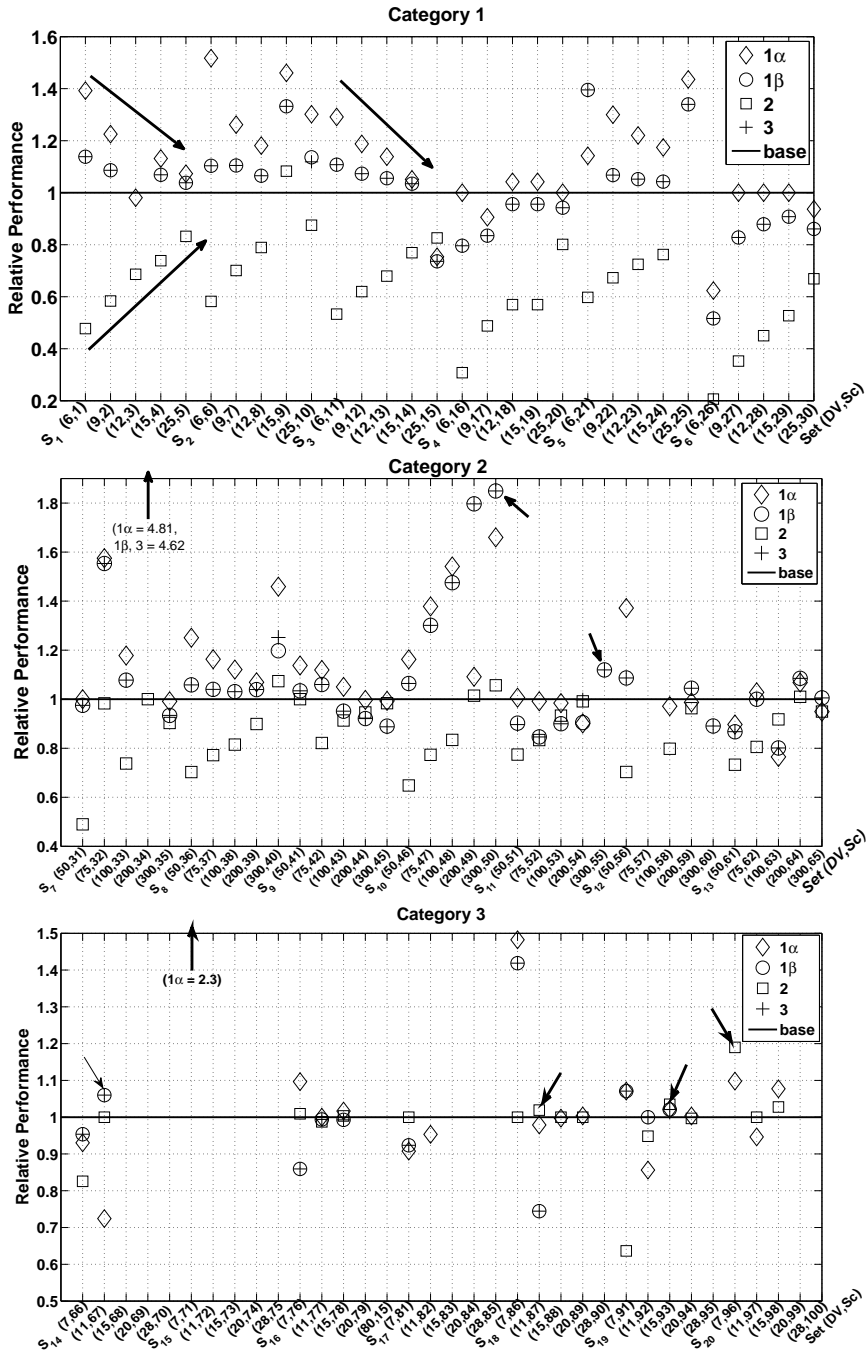 Category 1
1.6
1.4
1.2
1
0.8
0.6
0.4
0.2
Relative Performance
1α
1β
2
3
base
S1 (6,1)
(9,2)
(12,3)
(15,4)
(25,5)
S2 (6,6)
(9,7)
(12,8)
(15,9)
(25,10)
S3 (6,11)
(9,12)
(12,13)
(15,14)
(25,15)
S4 (6,16)
(9,17)
(12,18)
(15,19)
(25,20)
S5 (6,21)
(9,22)
(12,23)
(15,24)
(25,25)
S6 (6,26)
(9,27)
(12,28)
(15,29)
(25,30)
Set (DV,Sc)
Category 2
1.8
1.6
1.4
1.2
1
0.8
0.6
0.4
Relative Performance
(1α = 4.81,
1β, 3 = 4.62
1α
1β
2
3
base
S7 (50,31)
(75,32)
(100,33)
(200,34)
(300,35)
S8 (50,36)
(75,37)
(100,38)
(200,39)
(300,40)
S9 (50,41)
(75,42)
(100,43)
(200,44)
(300,45)
S10 (50,46)
(75,47)
(100,48)
(200,49)
(300,50)
S11 (50,51)
(75,52)
(100,53)
(200,54)
(300,55)
S12 (50,56)
(75,57)
(100,58)
(200,59)
(300,60)
S13 (50,61)
(75,62)
(100,63)
(200,64)
(300,65)
Set (DV,Sc)
Category 3
1.5
1.4
1.3
1.2
1.1
1
0.9
0.8
0.7
0.6
0.5
Relative Performance
(1α = 2.3)
1α
1β
2
3
base
S14 (7,66)
(11,67)
(15,68)
(20,69)
(28,70)
S15 (7,71)
(11,72)
(15,73)
(20,74)
(28,75
S16 (7,76)
(11,77)
(15,78)
(20,79)
(80,15)
S17 (7,81)
(11,82)
(15,83)
(20,84)
(28,85)
S18 (7,86)
(11,87)
(15,88)
(20,89)
(28,90)
S19 (7,91)
(11,92)
(15,93)
(20,94)
(28,95)
S20 (7,96)
(11,97)
(15,98)
(20,99)
(28,100)
Set (DV,Sc)